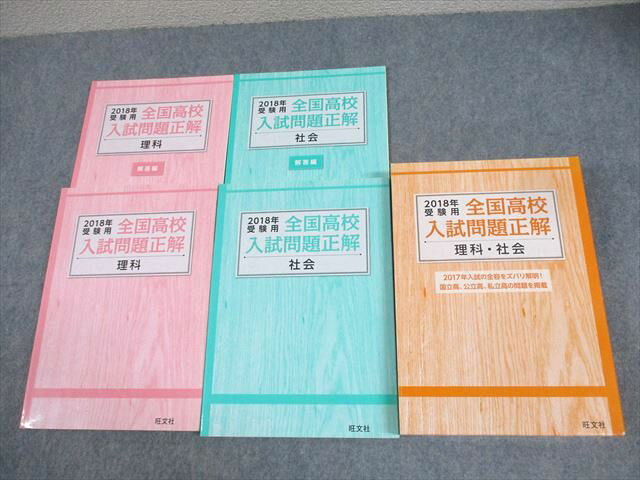 2018年
受験用
全国高校
入試問題正解
理科
解答編
2018年
受験用
全国高校
入試問題正解
社会
解答編
2018年
受験用
全国高校
入試問題正解
理科
旺文社
2018年
受験用
全国高校
入試問題正解
社会
旺文社
2018年
受験用
全国高校
入試問題正解
理科・社会
2017年入試の全容をズバリ解明!
国立高、公立高、私立高の問題を掲載
旺文社